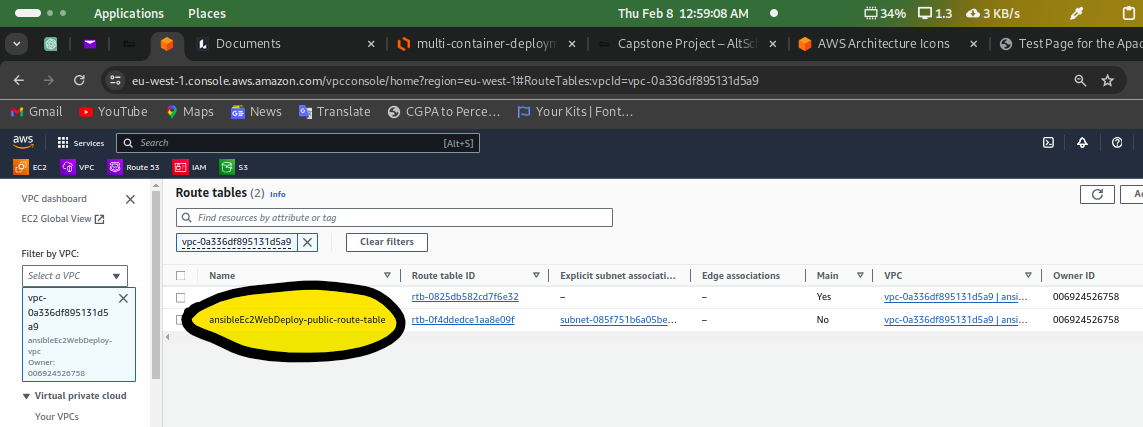 Applications Places Thu Feb 8 12:59:08 AM 34% 1.3 3 KB/s
Documents multi-container-deploym Capstone Project – AltSch AWS Architecture Icons Test Page for the Apac
eu-west-1.console.aws.amazon.com/vpcconsole/home?region=eu-west-1#RouteTables:vpcId=vpc-0a336df895131d5a9
Gmail YouTube Maps News Translate CGPA to Perce... Your Kits | Font...
aws Services Search [Alt+S]
EC2 VPC Route 53 IAM S3
VPC dashboard
EC2 Global View
Filter by VPC:
Select a VPC
vpc-
0a336df895131d5
a9
ansibleEc2WebDeploy-
vpc
Owner:
006924526758
Virtual private cloud
Your VPCs
Route tables (2) Info
Find resources by attribute or tag
vpc-0a336df895131d5a9 Clear filters
Name Route table ID Explicit subnet associati... Edge associations Main VPC Owner ID
– rtb-0825db582cd7f6e32 – – Yes vpc-0a336df895131d5a9 | ansi... 006924526758
ansibleEc2WebDeploy-public-route-table rtb-0f4ddedce1aa8e09f subnet-085f751b6a05be... – No vpc-0a336df895131d5a9 | ansi... 006924526758